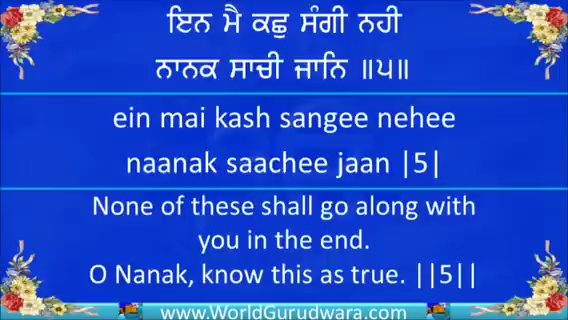 ਇਨ ਮੈ ਕਛੁ ਸੰਗੀ ਨਹੀ
ਨਾਨਕ ਸਾਚੀ ਜਾਨਿ ॥੫॥
ein mai kash sangee nehee
naanak saachee jaan |5|
None of these shall go along with
you in the end.
O Nanak, know this as true. ||5||
www.WorldGurudwara.com